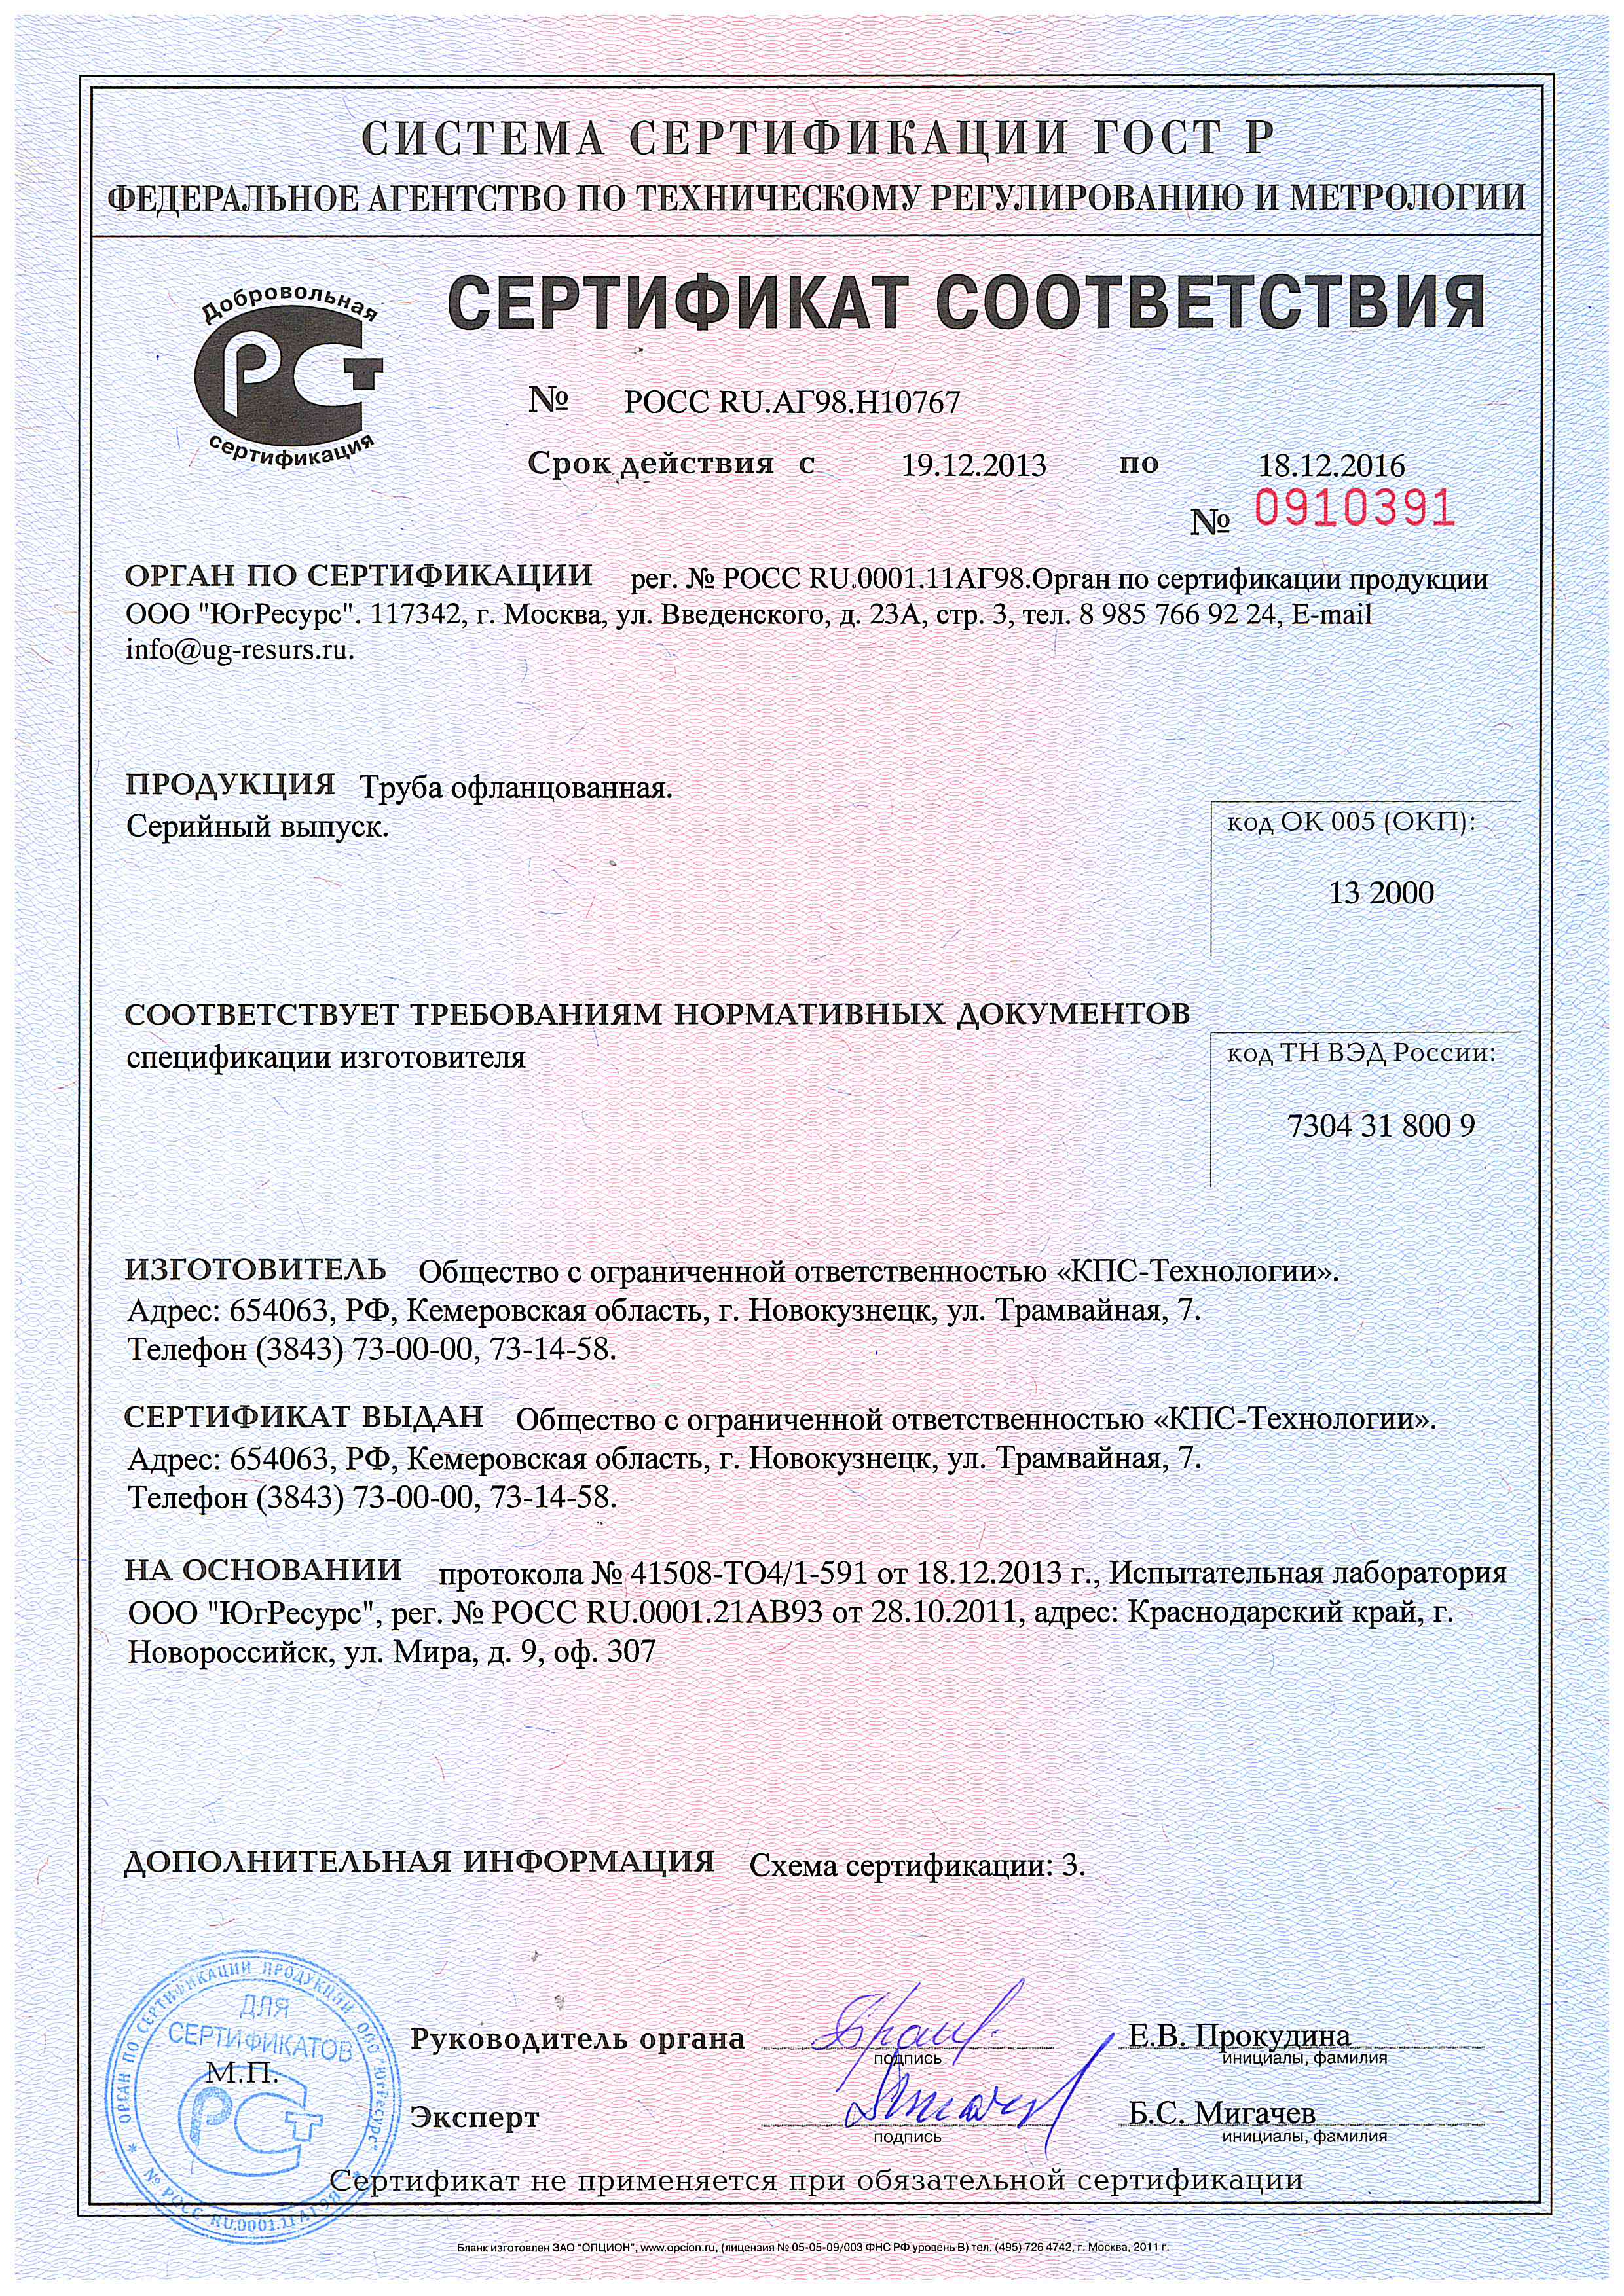 СИСТЕМА СЕРТИФИКАЦИИ ГОСТ Р
ФЕДЕРАЛЬНОЕ АГЕНТСТВО ПО ТЕХНИЧЕСКОМУ РЕГУЛИРОВАНИЮ И МЕТРОЛОГИИ
Добровольная
РСТ
сертификация
СЕРТИФИКАТ СООТВЕТСТВИЯ
№ РОСС RU.АГ98.Н10767
Срок действия с 19.12.2013 по 18.12.2016
№ 0910391
ОРГАН ПО СЕРТИФИКАЦИИ рег. № РОСС RU.0001.11АГ98.Орган по сертификации продукции
ООО "ЮгРесурс". 117342, г. Москва, ул. Введенского, д. 23А, стр. 3, тел. 8 985 766 92 24, E-mail
info@ug-resurs.ru.
ПРОДУКЦИЯ Труба офланцованная.
Серийный выпуск.
код ОК 005 (ОКП):
13 2000
СООТВЕТСТВУЕТ ТРЕБОВАНИЯМ НОРМАТИВНЫХ ДОКУМЕНТОВ
спецификации изготовителя
код ТН ВЭД России:
7304 31 800 9
ИЗГОТОВИТЕЛЬ Общество с ограниченной ответственностью «КПС-Технологии».
Адрес: 654063, РФ, Кемеровская область, г. Новокузнецк, ул. Трамвайная, 7.
Телефон (3843) 73-00-00, 73-14-58.
СЕРТИФИКАТ ВЫДАН Общество с ограниченной ответственностью «КПС-Технологии».
Адрес: 654063, РФ, Кемеровская область, г. Новокузнецк, ул. Трамвайная, 7.
Телефон (3843) 73-00-00, 73-14-58.
НА ОСНОВАНИИ протокола № 41508-ТО4/1-591 от 18.12.2013 г., Испытательная лаборатория
ООО "ЮгРесурс", рег. № РОСС RU.0001.21АВ93 от 28.10.2011, адрес: Краснодарский край, г.
Новороссийск, ул. Мира, д. 9, оф. 307
ДОПОЛНИТЕЛЬНАЯ ИНФОРМАЦИЯ Схема сертификации: 3.
ОРГАН ПО СЕРТИФИКАЦИИ ПРОДУКЦИИ ООО "ЮгРесурс"
* № РОСС RU.0001.11АГ98 *
ДЛЯ
СЕРТИФИКАТОВ
М.П.
РСТ
Руководитель органа
подпись
Е.В. Прокудина
инициалы, фамилия
Эксперт
подпись
Б.С. Мигачев
инициалы, фамилия
Сертификат не применяется при обязательной сертификации
Бланк изготовлен ЗАО "ОПЦИОН", www.opcion.ru, (лицензия № 05-05-09/003 ФНС РФ уровень В) тел. (495) 726 4742, г. Москва, 2011 г.